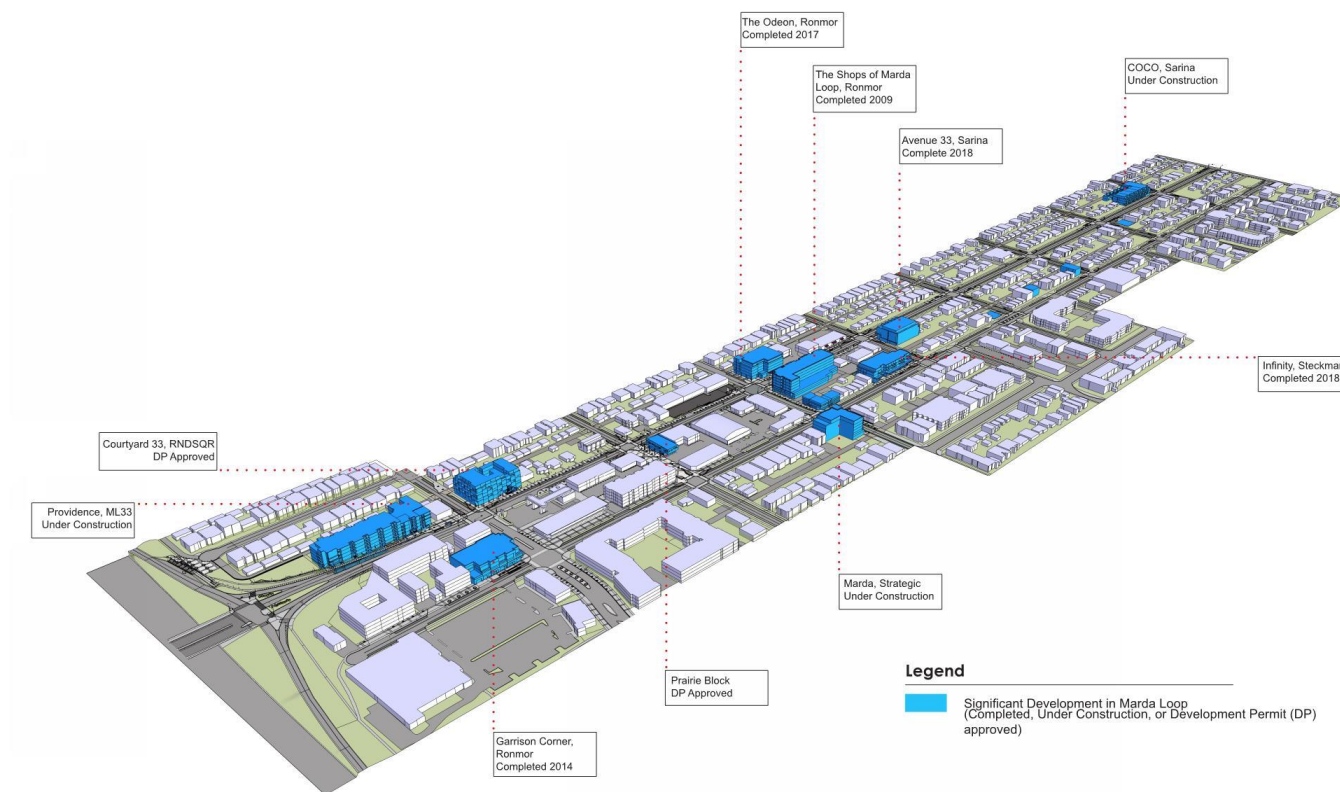 The Odeon, Ronmor
Completed 2017
The Shops of Marda
Loop, Ronmor
Completed 2009
COCO, Sarina
Under Construction
Avenue 33, Sarina
Complete 2018
Infinity, Steckman
Completed 2018
Courtyard 33, RNDSQR
DP Approved
Providence, ML33
Under Construction
Marda, Strategic
Under Construction
Prairie Block
DP Approved
Garrison Corner,
Ronmor
Completed 2014
Legend
Significant Development in Marda Loop
(Completed, Under Construction, or Development Permit (DP)
approved)